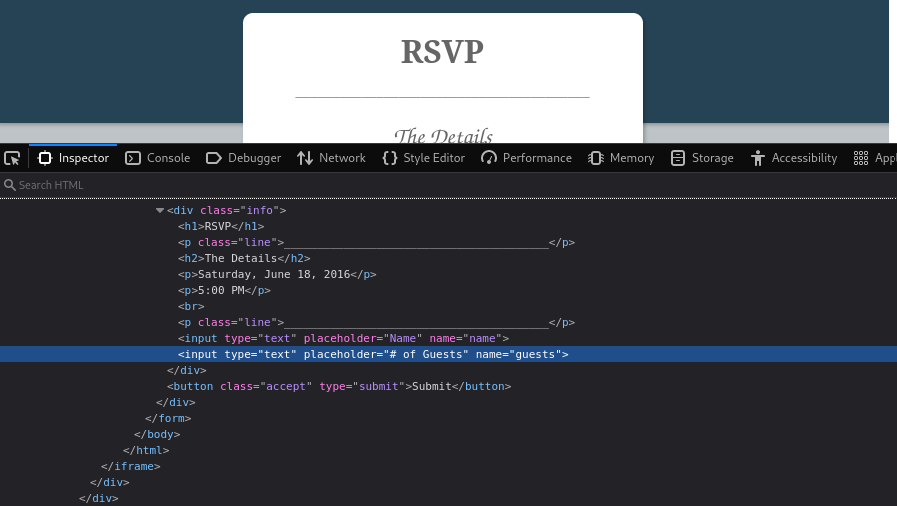 RSVP
The Details
Inspector Console Debugger Network Style Editor Performance Memory Storage Accessibility App
Search HTML
<div class="info">
<h1>RSVP</h1>
<p class="line">________________________________________</p>
<h2>The Details</h2>
<p>Saturday, June 18, 2016</p>
<p>5:00 PM</p>
<br>
<p class="line">________________________________________</p>
<input type="text" placeholder="Name" name="name">
<input type="text" placeholder="# of Guests" name="guests">
</div>
<button class="accept" type="submit">Submit</button>
</div>
</form>
</body>
</html>
</iframe>
</div>
</div>